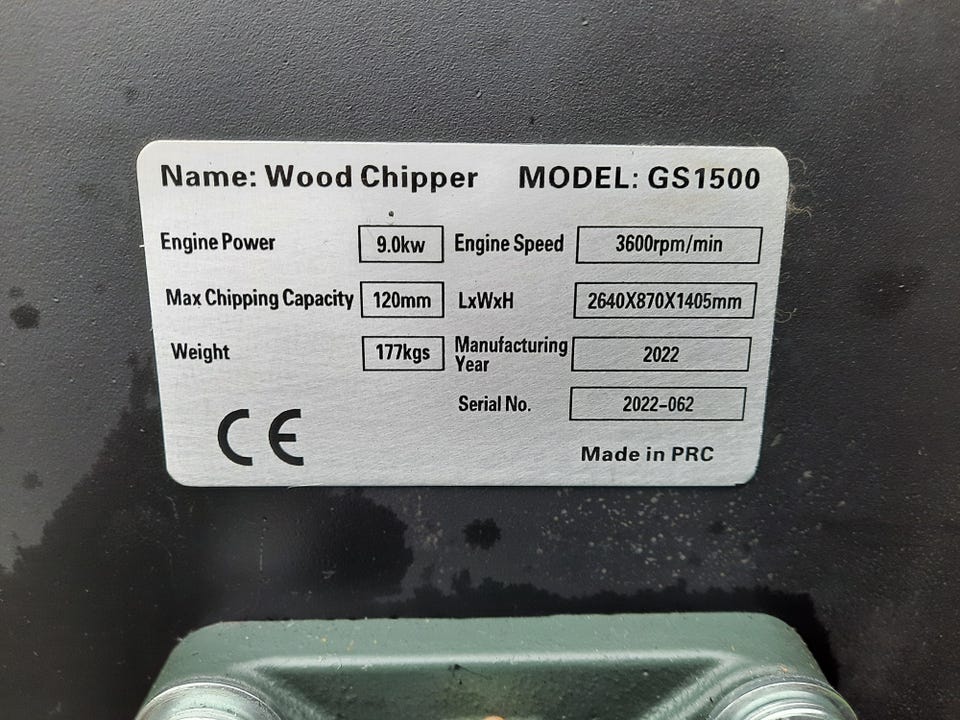 Name: Wood Chipper MODEL: GS1500
Engine Power 9.0kw Engine Speed 3600rpm/min
Max Chipping Capacity 120mm LxWxH 2640X870X1405mm
Weight 177kgs Manufacturing Year 2022
Serial No. 2022-062
CE
Made in PRC